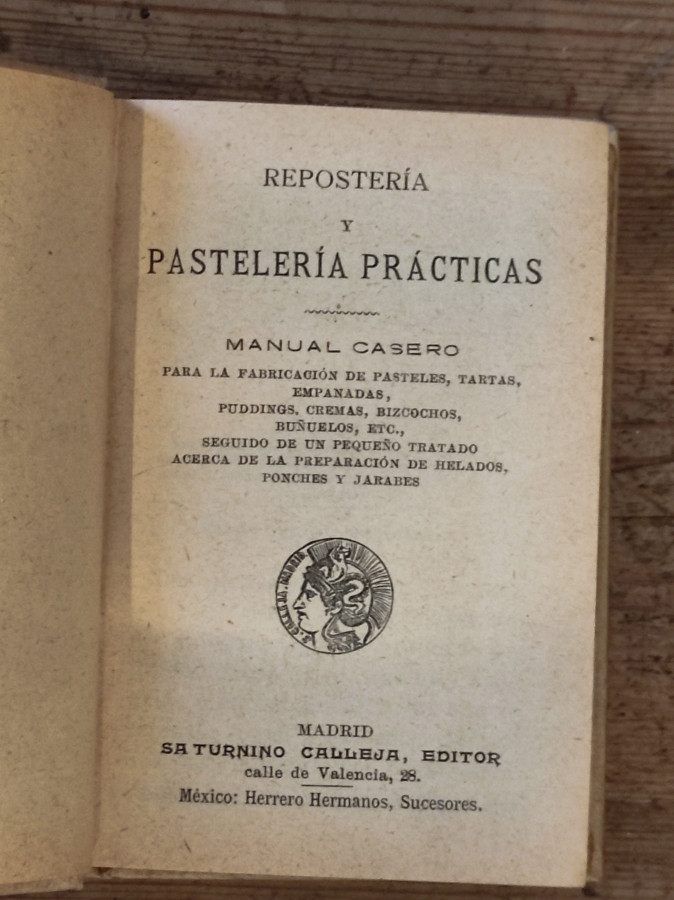 REPOSTERÍA
Y
PASTELERÍA PRÁCTICAS
MANUAL CASERO
PARA LA FABRICACIÓN DE PASTELES, TARTAS,
EMPANADAS,
PUDDINGS, CREMAS, BIZCOCHOS,
BUÑUELOS, ETC.,
SEGUIDO DE UN PEQUEÑO TRATADO
ACERCA DE LA PREPARACIÓN DE HELADOS,
PONCHES Y JARABES
S. CALLEJA. MADRID
MADRID
SATURNINO CALLEJA, EDITOR
calle de Valencia, 28.
México: Herrero Hermanos, Sucesores.